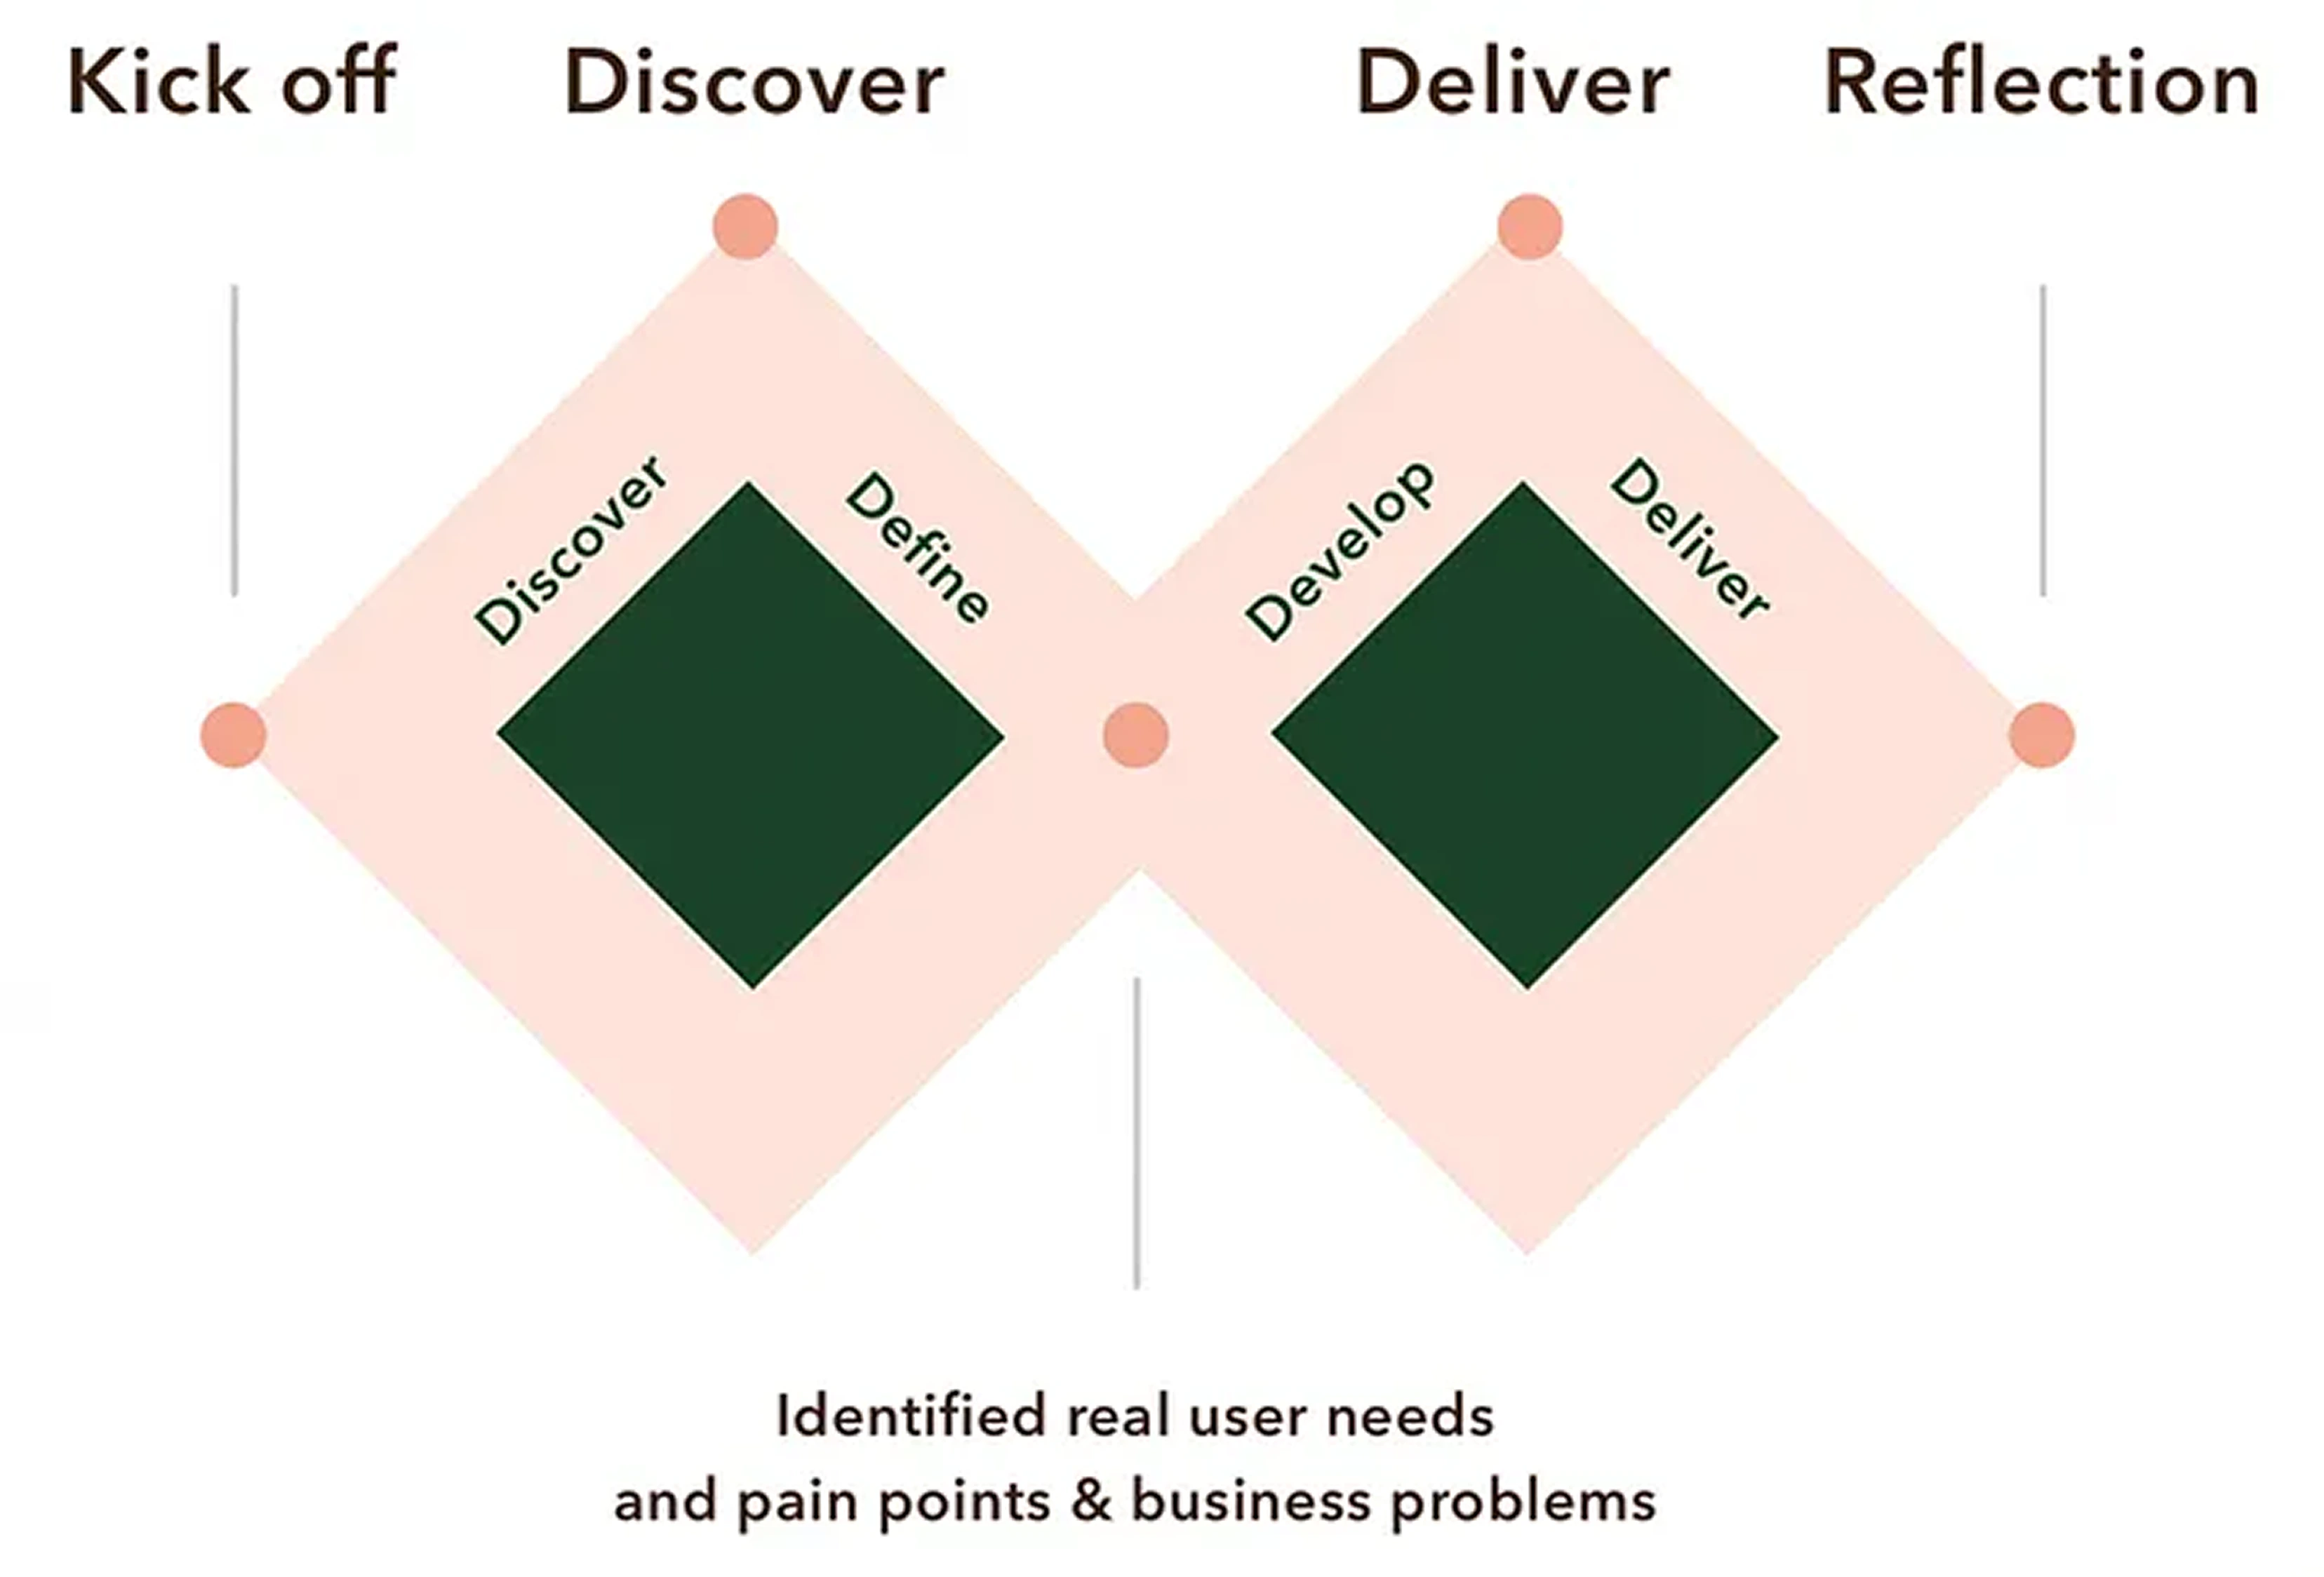 Kick off
Discover
Deliver
Reflection
Discover
Define
Develop
Deliver
Identified real user needs
and pain points & business problems